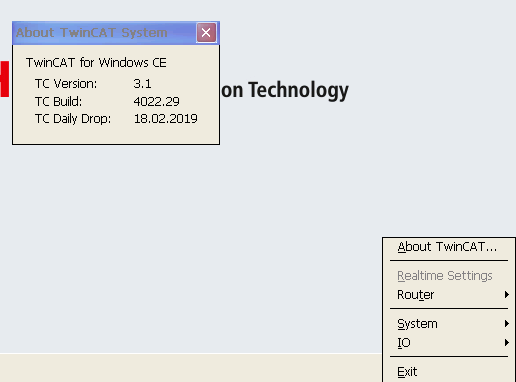 About TwinCAT System
TwinCAT for Windows CE
TC Version: 3.1
TC Build: 4022.29
TC Daily Drop: 18.02.2019
on Technology
About TwinCAT...
Realtime Settings
Router
System
IO
Exit